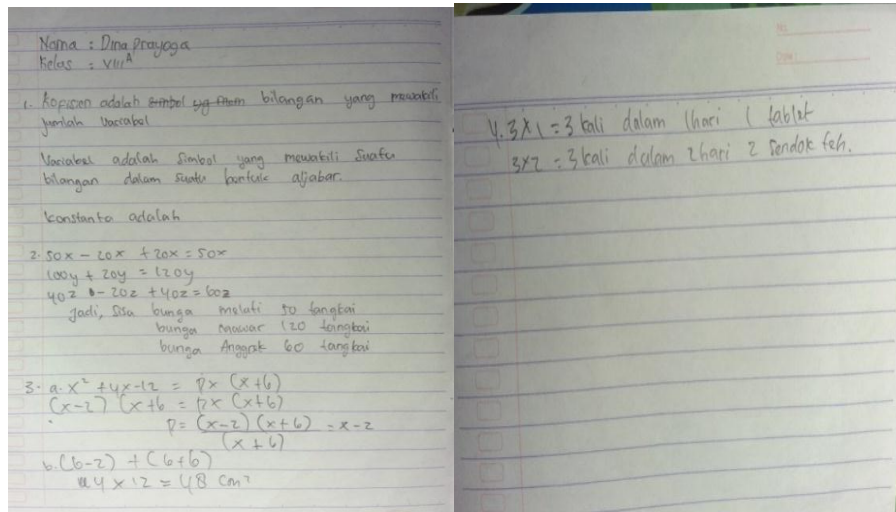 Nama : Dina Prayoga
Kelas : VIII A
1. Kofisien adalah simbol yg bilangan yang mewakili
jumlah Variabel
Variabel adalah Simbol yang mewakili Suatu
bilangan dalam Suatu bentuk aljabar.
Konstanta adalah
2. 50x - 20x + 20x = 50x
100y + 20y = 120y
40z - 20z + 40z = 60z
Jadi, Sisa bunga melati 50 tangkai
bunga mawar 120 tangkai
bunga Anggrek 60 tangkai
3. a. x² + 4x - 12 = p x (x+6)
(x-2) (x+6 = p x (x+6)
p = (x-2) (x+6) = x-2
(x+6)
b. (6-2) + (6+6)
4 x 12 = 48 cm²
4. 3x1 = 3 kali dalam 1 hari 1 tablet
3x2 = 3 kali dalam 2 hari 2 Sendok teh.